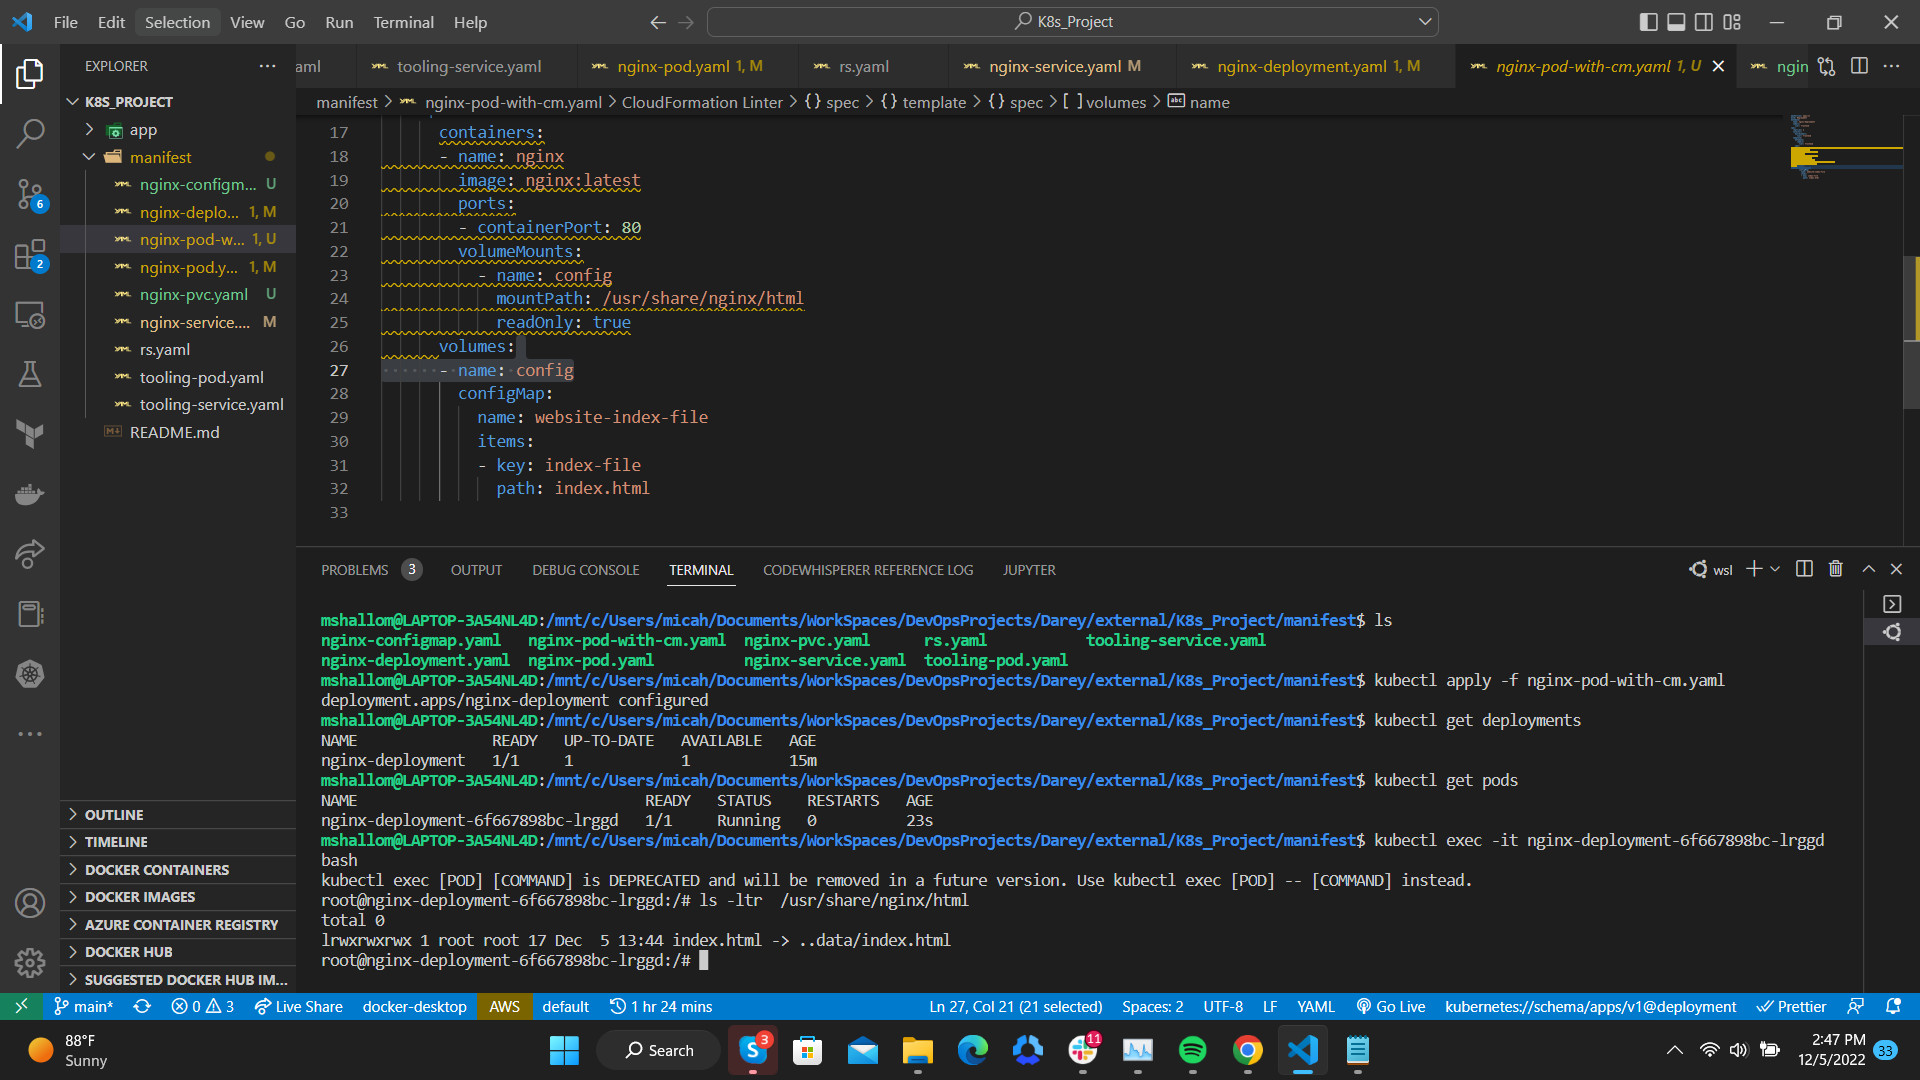 File Edit Selection View Go Run Terminal Help
K8s_Project
EXPLORER
aml
tooling-service.yaml
nginx-pod.yaml 1, M
rs.yaml
nginx-service.yaml M
nginx-deployment.yaml 1, M
nginx-pod-with-cm.yaml 1, U
ngin
manifest > nginx-pod-with-cm.yaml > CloudFormation Linter > {} spec > {} template > {} spec > [ ] volumes > abc name
K8S_PROJECT
app
manifest
nginx-configm... U
nginx-deplo... 1, M
nginx-pod-w... 1, U
nginx-pod.y... 1, M
nginx-pvc.yaml U
nginx-service.... M
rs.yaml
tooling-pod.yaml
tooling-service.yaml
README.md
6
2
OUTLINE
TIMELINE
DOCKER CONTAINERS
DOCKER IMAGES
AZURE CONTAINER REGISTRY
DOCKER HUB
SUGGESTED DOCKER HUB IM...
17 containers:
18 - name: nginx
19 image: nginx:latest
20 ports:
21 - containerPort: 80
22 volumeMounts:
23 - name: config
24 mountPath: /usr/share/nginx/html
25 readOnly: true
26 volumes:
27 - name: config
28 configMap:
29 name: website-index-file
30 items:
31 - key: index-file
32 path: index.html
33
PROBLEMS 3 OUTPUT DEBUG CONSOLE TERMINAL CODEWHISPERER REFERENCE LOG JUPYTER
wsl
mshallom@LAPTOP-3A54NL4D:/mnt/c/Users/micah/Documents/WorkSpaces/DevOpsProjects/Darey/external/K8s_Project/manifest$ ls
nginx-configmap.yaml nginx-pod-with-cm.yaml nginx-pvc.yaml rs.yaml tooling-service.yaml
nginx-deployment.yaml nginx-pod.yaml nginx-service.yaml tooling-pod.yaml
mshallom@LAPTOP-3A54NL4D:/mnt/c/Users/micah/Documents/WorkSpaces/DevOpsProjects/Darey/external/K8s_Project/manifest$ kubectl apply -f nginx-pod-with-cm.yaml
deployment.apps/nginx-deployment configured
mshallom@LAPTOP-3A54NL4D:/mnt/c/Users/micah/Documents/WorkSpaces/DevOpsProjects/Darey/external/K8s_Project/manifest$ kubectl get deployments
NAME READY UP-TO-DATE AVAILABLE AGE
nginx-deployment 1/1 1 1 15m
mshallom@LAPTOP-3A54NL4D:/mnt/c/Users/micah/Documents/WorkSpaces/DevOpsProjects/Darey/external/K8s_Project/manifest$ kubectl get pods
NAME READY STATUS RESTARTS AGE
nginx-deployment-6f667898bc-lrggd 1/1 Running 0 23s
mshallom@LAPTOP-3A54NL4D:/mnt/c/Users/micah/Documents/WorkSpaces/DevOpsProjects/Darey/external/K8s_Project/manifest$ kubectl exec -it nginx-deployment-6f667898bc-lrggd
bash
kubectl exec [POD] [COMMAND] is DEPRECATED and will be removed in a future version. Use kubectl exec [POD] -- [COMMAND] instead.
root@nginx-deployment-6f667898bc-lrggd:/# ls -ltr /usr/share/nginx/html
total 0
lrwxrwxrwx 1 root root 17 Dec 5 13:44 index.html -> ..data/index.html
root@nginx-deployment-6f667898bc-lrggd:/#
main* 0 3 Live Share docker-desktop AWS default 1 hr 24 mins Ln 27, Col 21 (21 selected) Spaces: 2 UTF-8 LF YAML Go Live kubernetes://schema/apps/v1@deployment Prettier
88°F
Sunny
Search
3
11
2:47 PM
12/5/2022
33